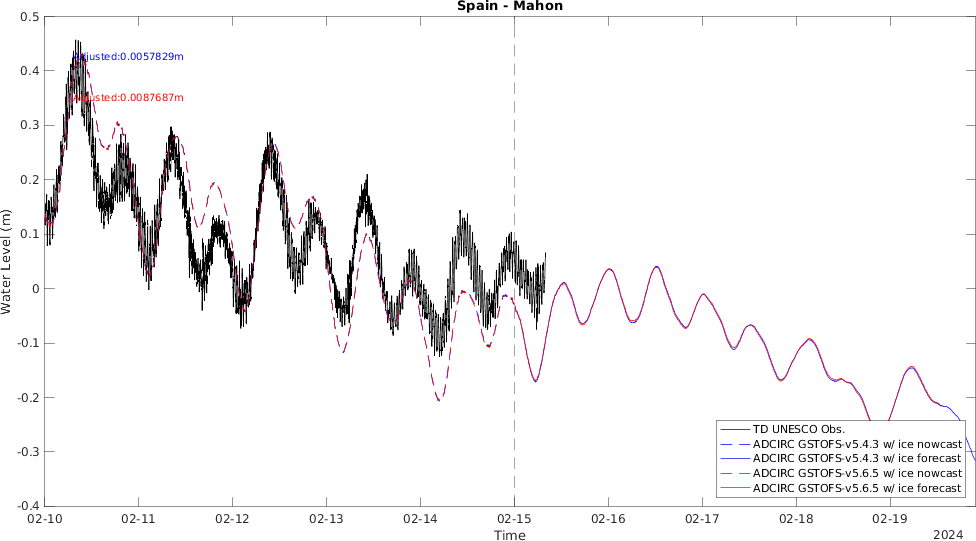 Spain - Mahon
0.5
0.4
0.3
0.2
0.1
0
-0.1
-0.2
-0.3
-0.4
Water Level (m)
Adjusted:0.0057829m
Adjusted:0.0087687m
TD UNESCO Obs.
ADCIRC GSTOFS-v5.4.3 w/ ice nowcast
ADCIRC GSTOFS-v5.4.3 w/ ice forecast
ADCIRC GSTOFS-v5.6.5 w/ ice nowcast
ADCIRC GSTOFS-v5.6.5 w/ ice forecast
02-10 02-11 02-12 02-13 02-14 02-15 02-16 02-17 02-18 02-19
Time
2024